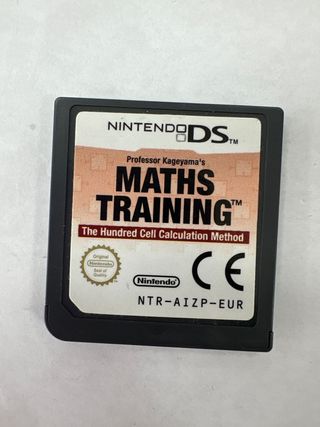 NINTENDO DS™
Professor Kageyama's
MATHS
TRAINING™
The Hundred Cell Calculation Method
Original
Nintendo
Seal of
Quality
Nintendo
CE
NTR-AIZP-EUR